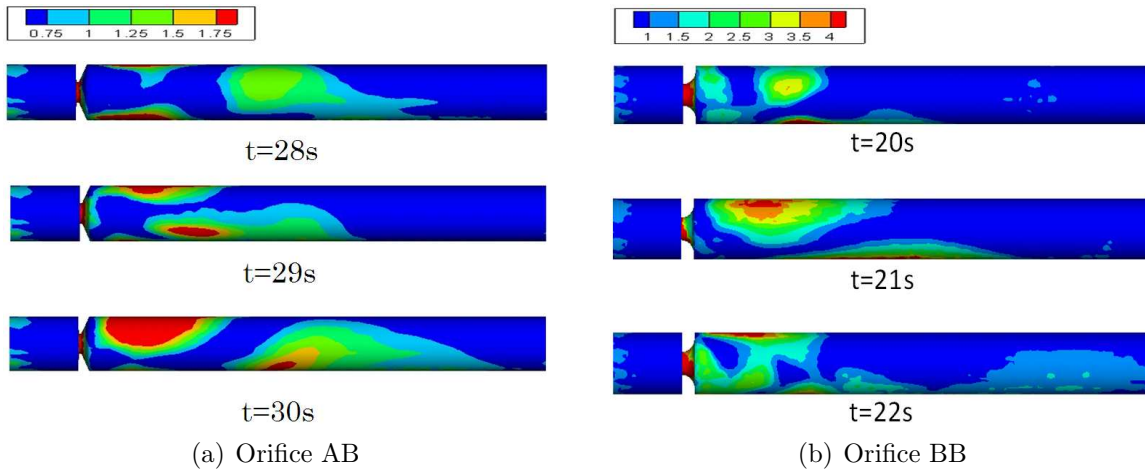 0.75 1 1.25 1.5 1.75
t=28s
t=29s
t=30s
(a) Orifice AB
1 1.5 2 2.5 3 3.5 4
t=20s
t=21s
t=22s
(b) Orifice BB